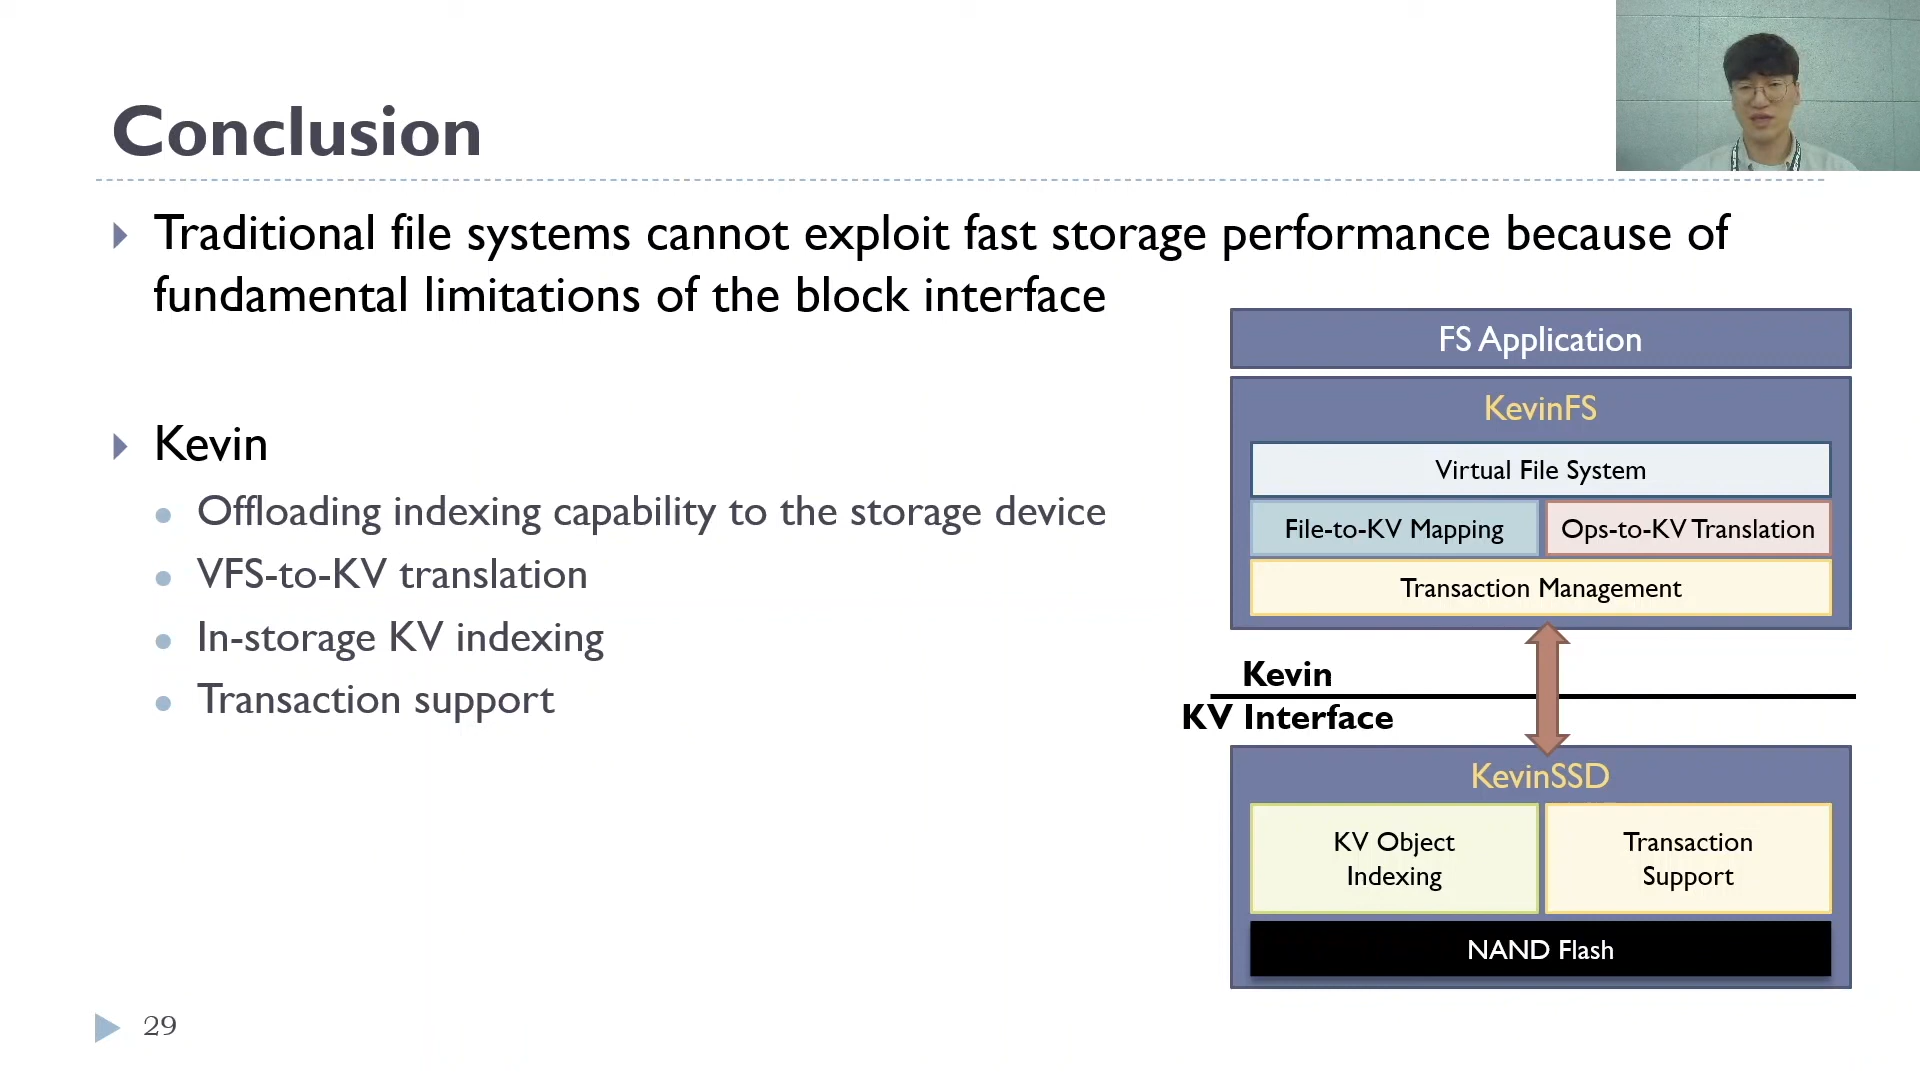 Conclusion
Traditional file systems cannot exploit fast storage performance because of
fundamental limitations of the block interface
Kevin
Offloading indexing capability to the storage device
VFS-to-KV translation
In-storage KV indexing
Transaction support
FS Application
KevinFS
Virtual File System
File-to-KV Mapping
Ops-to-KV Translation
Transaction Management
Kevin
KV Interface
KevinSSD
KV Object
Indexing
Transaction
Support
NAND Flash
29